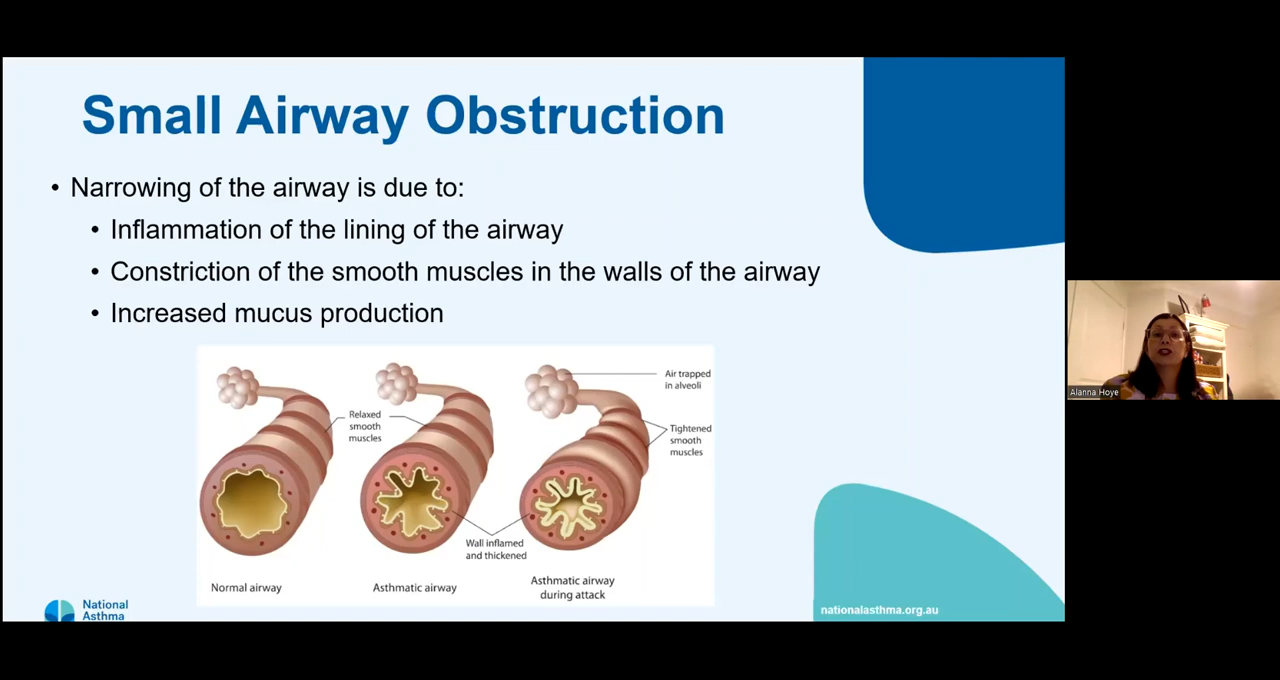 Small Airway Obstruction
• Narrowing of the airway is due to:
• Inflammation of the lining of the airway
• Constriction of the smooth muscles in the walls of the airway
• Increased mucus production
Air trapped
in alveoli
Relaxed
smooth
muscles
Tightened
smooth
muscles
Wall inflamed
and thickened
Normal airway
Asthmatic airway
Asthmatic airway
during attack
National
Asthma
nationalasthma.org.au
Alanna Hoye